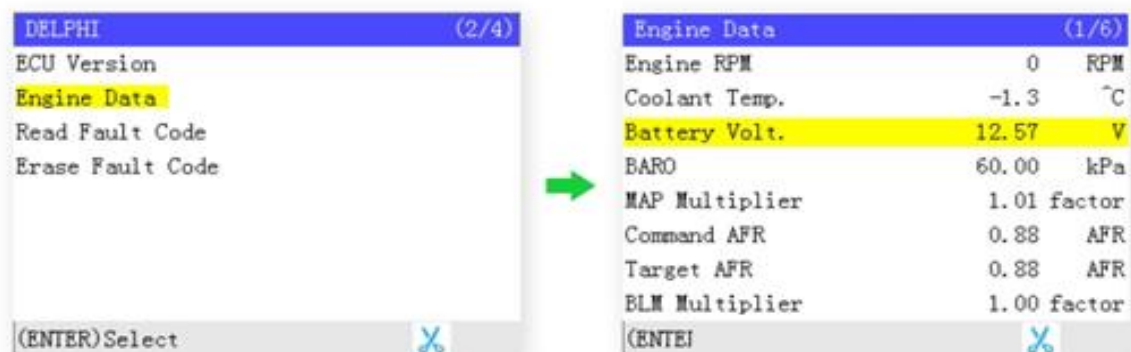 DELPHI (2/4)
ECU Version
Engine Data
Read Fault Code
Erase Fault Code
(ENTER)Select
Engine Data (1/6)
Engine RPM 0 RPM
Coolant Temp. -1.3 ^C
Battery Volt. 12.57 V
BARO 60.00 kPa
MAP Multiplier 1.01 factor
Command AFR 0.88 AFR
Target AFR 0.88 AFR
BLM Multiplier 1.00 factor
(ENTE